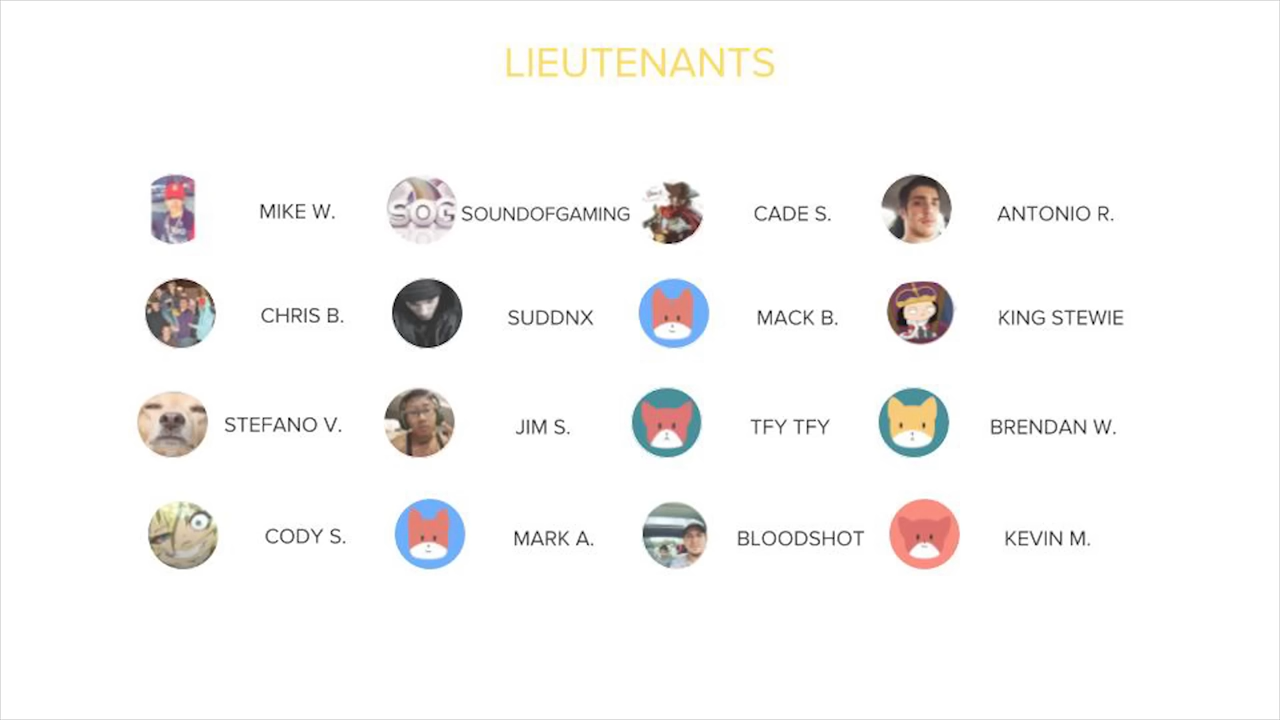 LIEUTENANTS
MIKE W.
SOG
SOUNDOFGAMING
CADE S.
ANTONIO R.
CHRIS B.
SUDDNX
MACK B.
KING STEWIE
STEFANO V.
JIM S.
TFY TFY
BRENDAN W.
CODY S.
MARK A.
BLOODSHOT
KEVIN M.